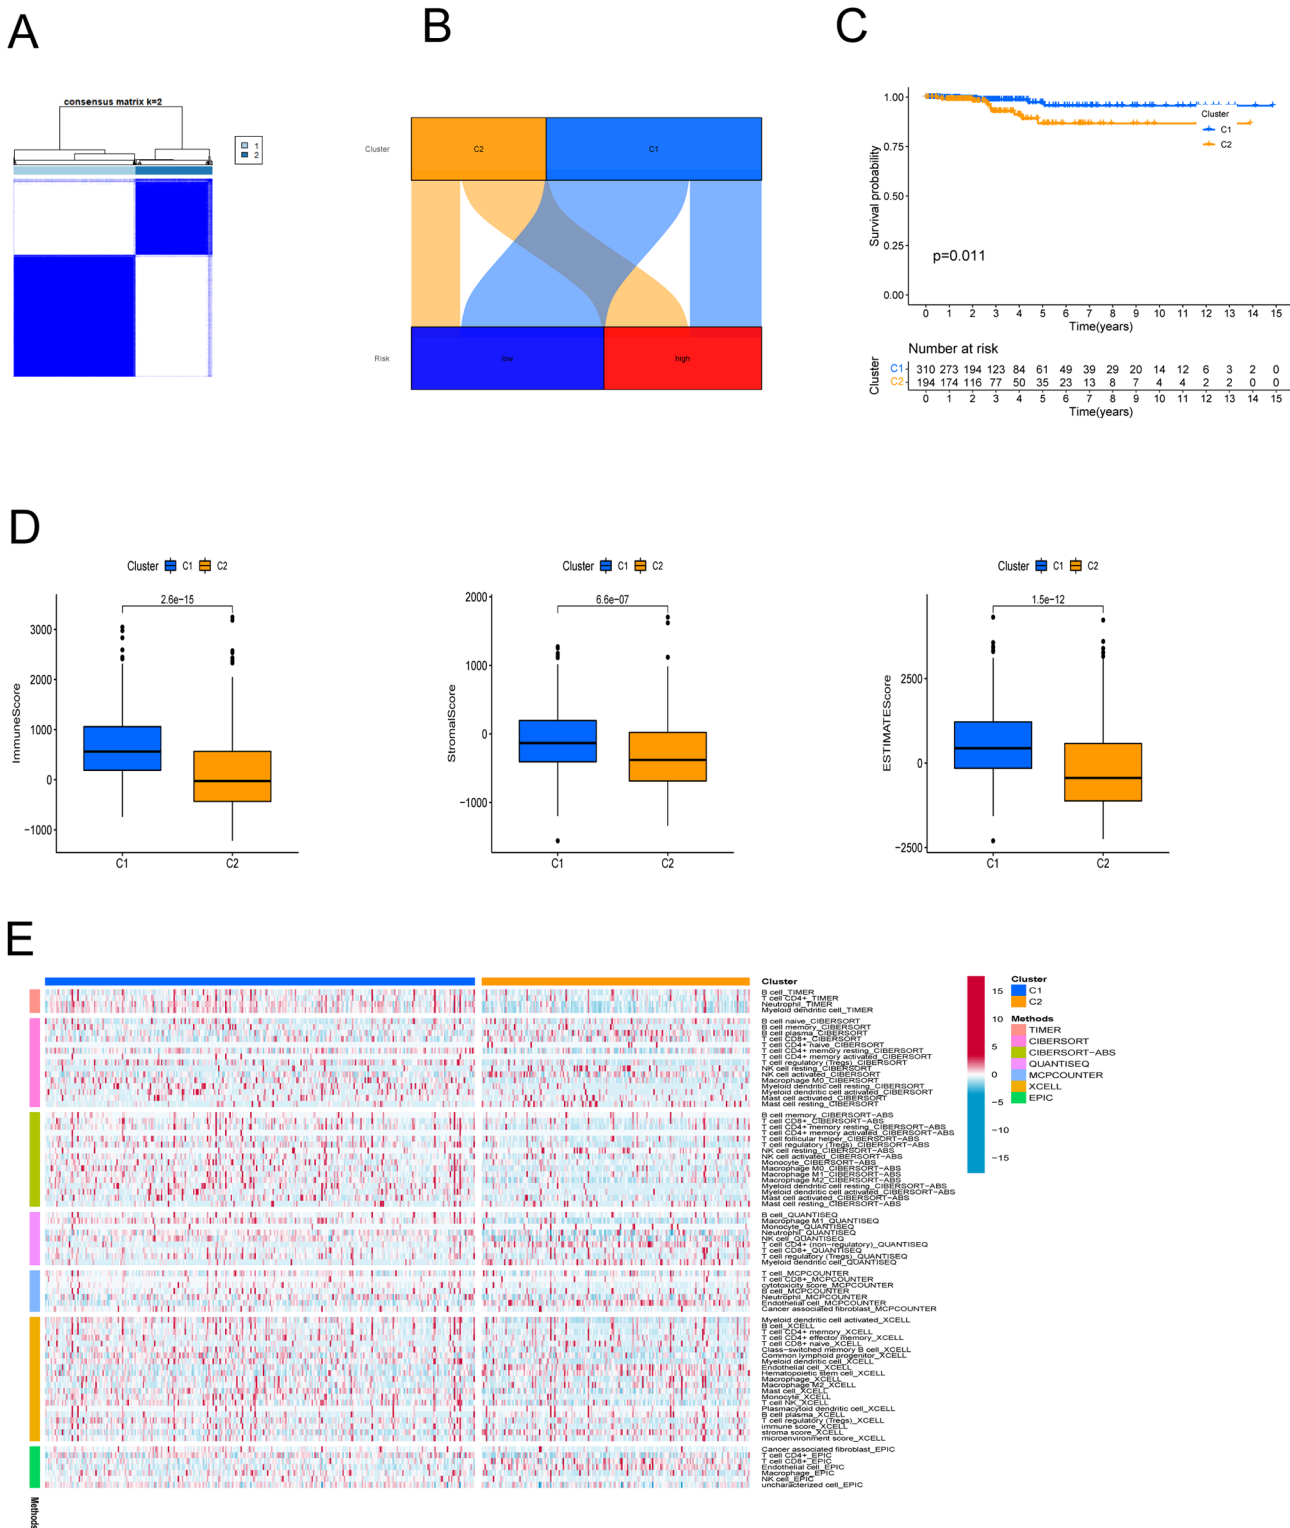 A
consensus matrix k=2
1
2
B
Cluster
C2
C1
Risk
low
high
C
Survival probability
1.00
0.75
0.50
0.25
0.00
p=0.011
Cluster
C1
C2
0 1 2 3 4 5 6 7 8 9 10 11 12 13 14 15
Time(years)
Number at risk
Cluster
C1 310 273 194 123 84 61 49 39 29 20 14 12 6 3 2 0
C2 194 174 116 77 50 35 23 13 8 7 4 4 2 2 0 0
0 1 2 3 4 5 6 7 8 9 10 11 12 13 14 15
Time(years)
D
Cluster C1 C2
2.6e−15
ImmuneScore
3000
2000
1000
0
−1000
C1 C2
Cluster C1 C2
6.6e−07
StromalScore
2000
1000
0
−1000
C1 C2
Cluster C1 C2
1.5e−12
ESTIMATEScore
2500
0
−2500
C1 C2
E
Cluster
B cell_TIMER
T cell CD4+_TIMER
Neutrophil_TIMER
Myeloid dendritic cell_TIMER
B cell naive_CIBERSORT
B cell memory_CIBERSORT
B cell plasma_CIBERSORT
T cell CD8+_CIBERSORT
T cell CD4+ naive_CIBERSORT
T cell CD4+ memory resting_CIBERSORT
T cell CD4+ memory activated_CIBERSORT
T cell regulatory (Tregs)_CIBERSORT
NK cell resting_CIBERSORT
NK cell activated_CIBERSORT
Macrophage M0_CIBERSORT
Myeloid dendritic cell resting_CIBERSORT
Myeloid dendritic cell activated_CIBERSORT
Mast cell activated_CIBERSORT
Mast cell resting_CIBERSORT
B cell memory_CIBERSORT−ABS
T cell CD8+_CIBERSORT−ABS
T cell CD4+ memory resting_CIBERSORT−ABS
T cell CD4+ memory activated_CIBERSORT−ABS
T cell follicular helper_CIBERSORT−ABS
T cell regulatory (Tregs)_CIBERSORT−ABS
NK cell resting_CIBERSORT−ABS
NK cell activated_CIBERSORT−ABS
Monocyte_CIBERSORT−ABS
Macrophage M0_CIBERSORT−ABS
Macrophage M1_CIBERSORT−ABS
Macrophage M2_CIBERSORT−ABS
Myeloid dendritic cell resting_CIBERSORT−ABS
Myeloid dendritic cell activated_CIBERSORT−ABS
Mast cell activated_CIBERSORT−ABS
Mast cell resting_CIBERSORT−ABS
B cell_QUANTISEQ
Macrophage M1_QUANTISEQ
Monocyte_QUANTISEQ
Neutrophil_QUANTISEQ
NK cell_QUANTISEQ
T cell CD4+ (non−regulatory)_QUANTISEQ
T cell CD8+_QUANTISEQ
T cell regulatory (Tregs)_QUANTISEQ
Myeloid dendritic cell_QUANTISEQ
T cell_MCPCOUNTER
T cell CD8+_MCPCOUNTER
cytotoxicity score_MCPCOUNTER
B cell_MCPCOUNTER
Neutrophil_MCPCOUNTER
Endothelial cell_MCPCOUNTER
Cancer associated fibroblast_MCPCOUNTER
Myeloid dendritic cell activated_XCELL
B cell_XCELL
T cell CD4+ memory_XCELL
T cell CD4+ effector memory_XCELL
T cell CD8+ naive_XCELL
Class−switched memory B cell_XCELL
Common lymphoid progenitor_XCELL
Myeloid dendritic cell_XCELL
Endothelial cell_XCELL
Hematopoietic stem cell_XCELL
Macrophage_XCELL
Macrophage M2_XCELL
Mast cell_XCELL
Monocyte_XCELL
T cell NK_XCELL
Plasmacytoid dendritic cell_XCELL
B cell plasma_XCELL
T cell regulatory (Tregs)_XCELL
immune score_XCELL
stroma score_XCELL
microenvironment score_XCELL
Cancer associated fibroblast_EPIC
T cell CD4+_EPIC
T cell CD8+_EPIC
Endothelial cell_EPIC
Macrophage_EPIC
NK cell_EPIC
uncharacterized cell_EPIC
Methods
15
10
5
0
−5
−10
−15
Cluster
C1
C2
Methods
TIMER
CIBERSORT
CIBERSORT−ABS
QUANTISEQ
MCPCOUNTER
XCELL
EPIC